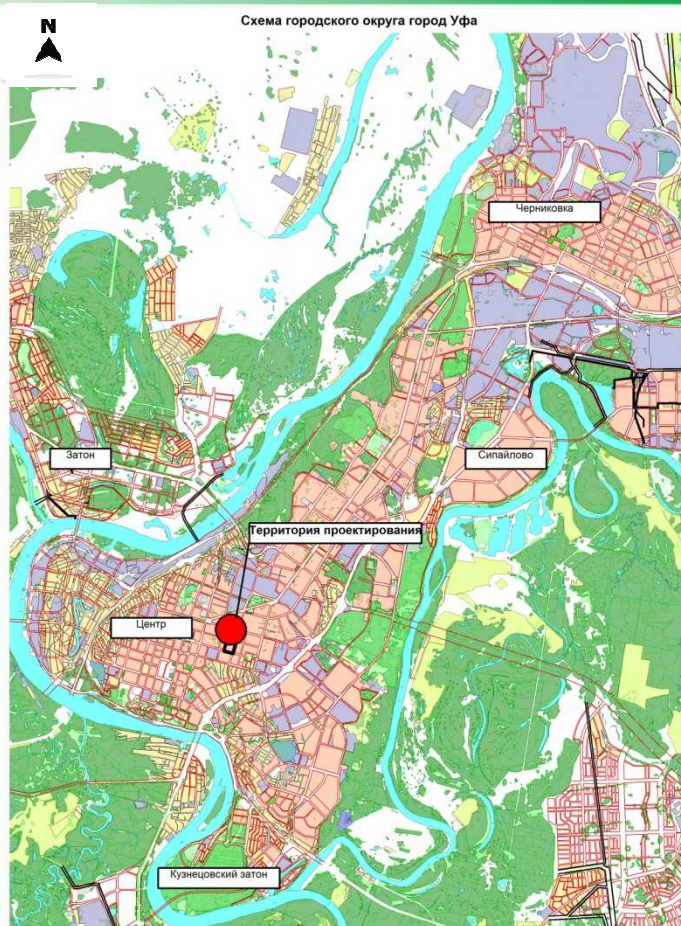 Схема городского округа город Уфа
N
Черниковка
Затон
Сипайлово
Территория проектирования
Центр
Кузнецовский затон